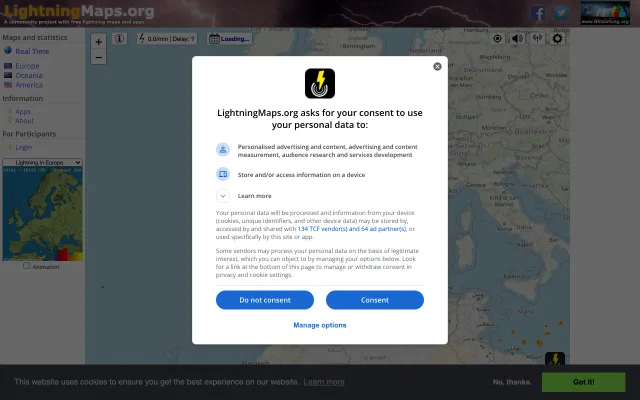 LightningMaps.org
A community project with free lightning maps and apps
www.Blitzortung.org
Maps and statistics
Real Time
Europe
Oceania
America
Information
Apps
About
For Participants
Login
Lightning in Europe
Animation
+
−
0.0/min | Delay: ?
Loading...
Birmingham
Deutschland
Frankfurt
am Main
LightningMaps.org asks for your consent to use
your personal data to:
Personalised advertising and content, advertising and content
measurement, audience research and services development
Store and/or access information on a device
Learn more
Your personal data will be processed and information from your device
(cookies, unique identifiers, and other device data) may be stored by,
accessed by and shared with 134 TCF vendor(s) and 64 ad partner(s), or
used specifically by this site or app.
Some vendors may process your personal data on the basis of legitimate
interest, which you can object to by managing your options below. Look
for a link at the bottom of this page to manage or withdraw consent in
privacy and cookie settings.
Do not consent
Consent
Manage options
This website uses cookies to ensure you get the best experience on our website. Learn more
No, thanks.
Got it!